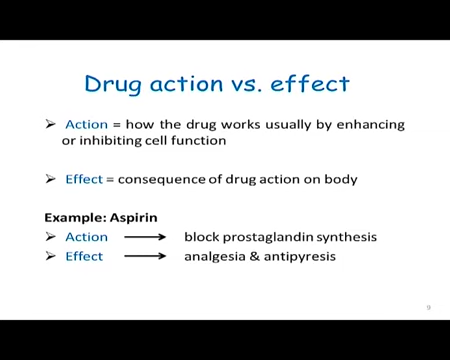 Drug action vs. effect
➢ Action = how the drug works usually by enhancing
or inhibiting cell function
➢ Effect = consequence of drug action on body
Example: Aspirin
➢ Action ⟶ block prostaglandin synthesis
➢ Effect ⟶ analgesia & antipyresis
9